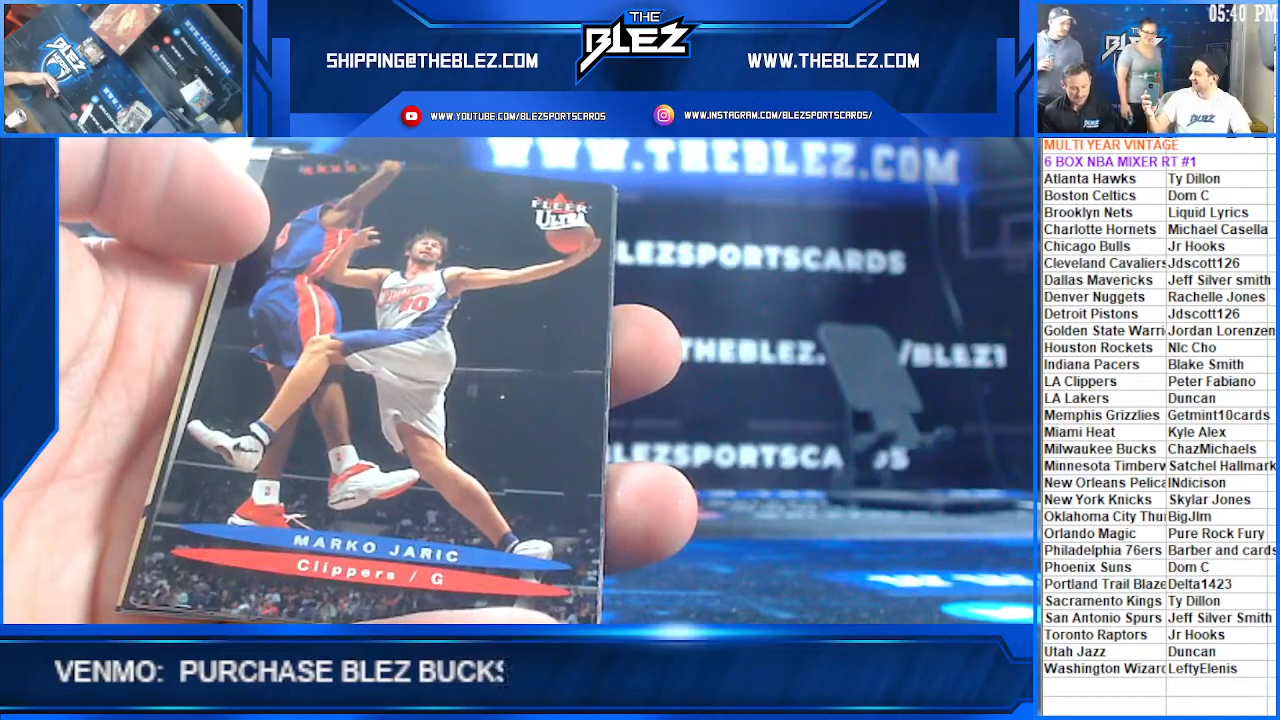 05:40 PM
THE
BLEZ
SHIPPING@THEBLEZ.COM
WWW.THEBLEZ.COM
WWW.YOUTUBE.COM/BLEZSPORTSCARDS
WWW.INSTAGRAM.COM/BLEZSPORTSCARDS/
WWW.THEBLEZ.COM
BLEZSPORTSCARDS
THEBLEZ. /BLEZ1
BLEZSPORTSCA DS
FLEER
ULTRA
MARKO JARIC
Clippers / G
VENMO: PURCHASE BLEZ BUCKS
MULTI YEAR VINTAGE
6 BOX NBA MIXER RT #1
Atlanta Hawks Ty Dillon
Boston Celtics Dom C
Brooklyn Nets Liquid Lyrics
Charlotte Hornets Michael Casella
Chicago Bulls Jr Hooks
Cleveland Cavaliers Jdscott126
Dallas Mavericks Jeff Silver smith
Denver Nuggets Rachelle Jones
Detroit Pistons Jdscott126
Golden State Warri Jordan Lorenzen
Houston Rockets NIc Cho
Indiana Pacers Blake Smith
LA Clippers Peter Fabiano
LA Lakers Duncan
Memphis Grizzlies Getmint10cards
Miami Heat Kyle Alex
Milwaukee Bucks ChazMichaels
Minnesota Timberw Satchel Hallmark
New Orleans Pelica INdicison
New York Knicks Skylar Jones
Oklahoma City Thu BigJIm
Orlando Magic Pure Rock Fury
Philadelphia 76ers Barber and cards
Phoenix Suns Dom C
Portland Trail Blaze Delta1423
Sacramento Kings Ty Dillon
San Antonio Spurs Jeff Silver Smith
Toronto Raptors Jr Hooks
Utah Jazz Duncan
Washington Wizard LeftyElenis